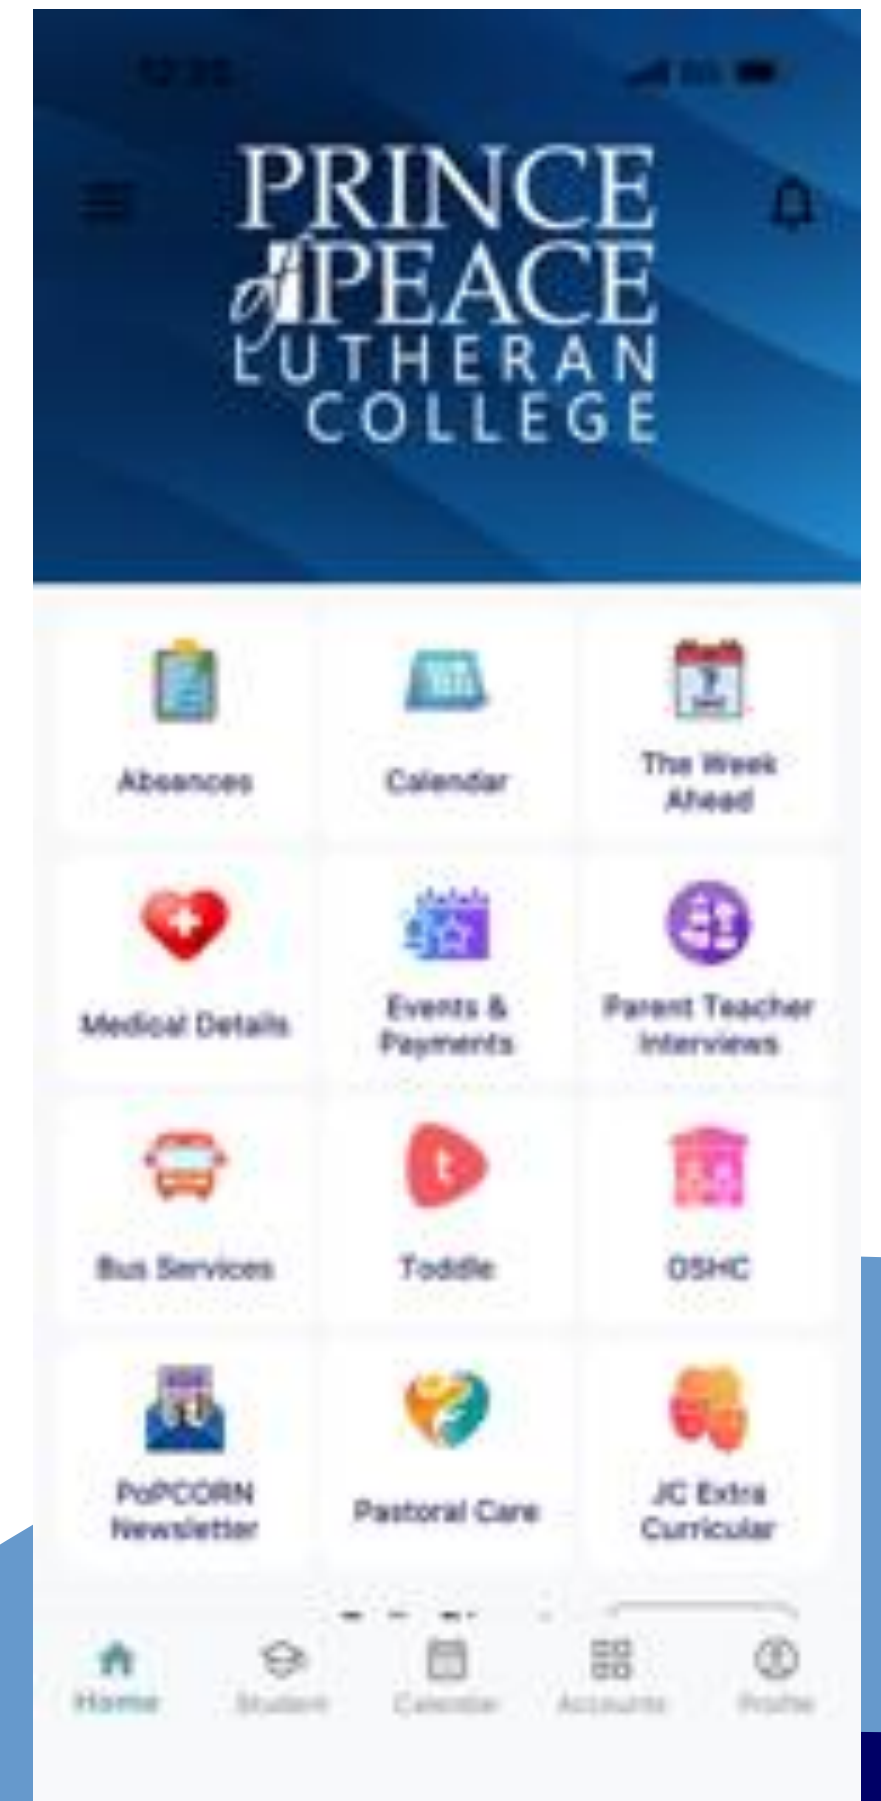 PRINCE
of PEACE
LUTHERAN
COLLEGE
Absences
Calendar
The Week
Ahead
Medical Details
Events &
Payments
Parent Teacher
Interviews
Bus Services
t
Toddle
OSHC
PoPCORN
Newsletter
Pastoral Care
JC Extra
Curricular
Home
Student
Calendar
Accounts
Profile